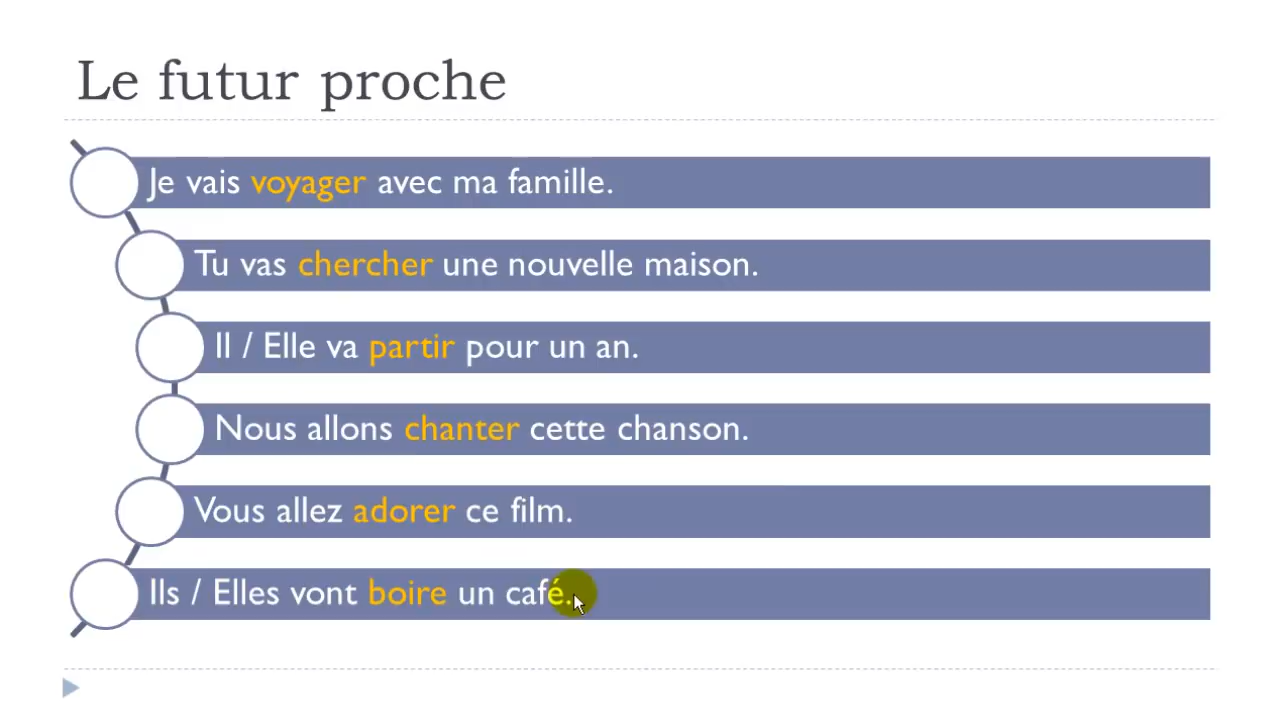 Le futur proche
Je vais voyager avec ma famille.
Tu vas chercher une nouvelle maison.
Il / Elle va partir pour un an.
Nous allons chanter cette chanson.
Vous allez adorer ce film.
Ils / Elles vont boire un café.